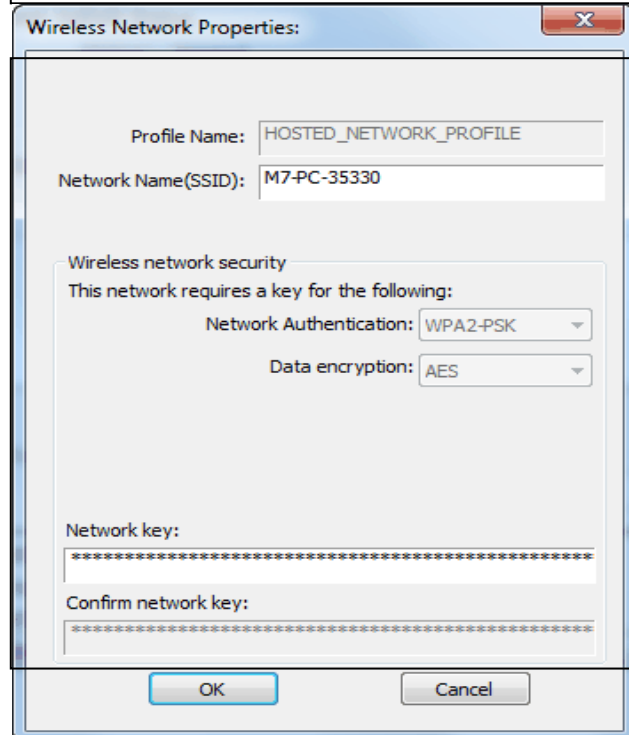 Wireless Network Properties:
Profile Name: HOSTED_NETWORK_PROFILE
Network Name(SSID): M7-PC-35330
Wireless network security
This network requires a key for the following:
Network Authentication: WPA2-PSK
Data encryption: AES
Network key:
**************************************************
Confirm network key:
**************************************************
OK Cancel